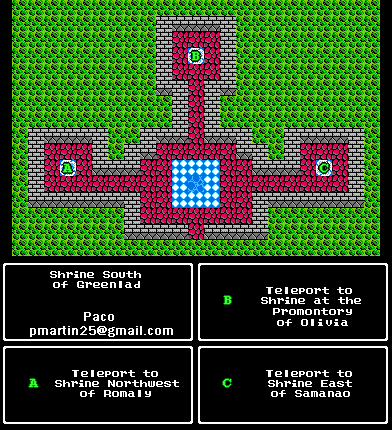 B
A
C
Shrine South
of Greenlad
Paco
pmartin25@gmail.com
B
Teleport to
Shrine at the
Promontory
of Olivia
A
Teleport to
Shrine Northwest
of Romaly
C
Teleport to
Shrine East
of Samanao